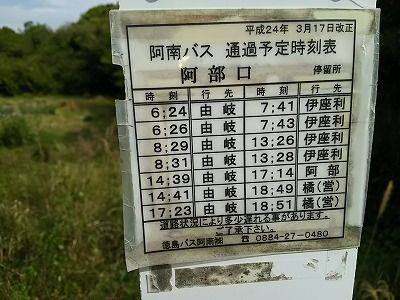 平成24年 3月17日改正
阿南バス 通過予定時刻表
阿部口 停留所
時刻 行先 時刻 行先
6;24 由岐 7;41 伊座利
6;26 由岐 7;43 伊座利
8;29 由岐 13;26 伊座利
8;31 由岐 13;28 伊座利
14;39 由岐 17;14 阿部
14;41 由岐 18;49 橘(営)
17;23 由岐 18;51 橘(営)
道路状況により多少遅れる事があります。
ご了承下さい。
徳島バス阿南㈱ ☎ 0884-27-0480